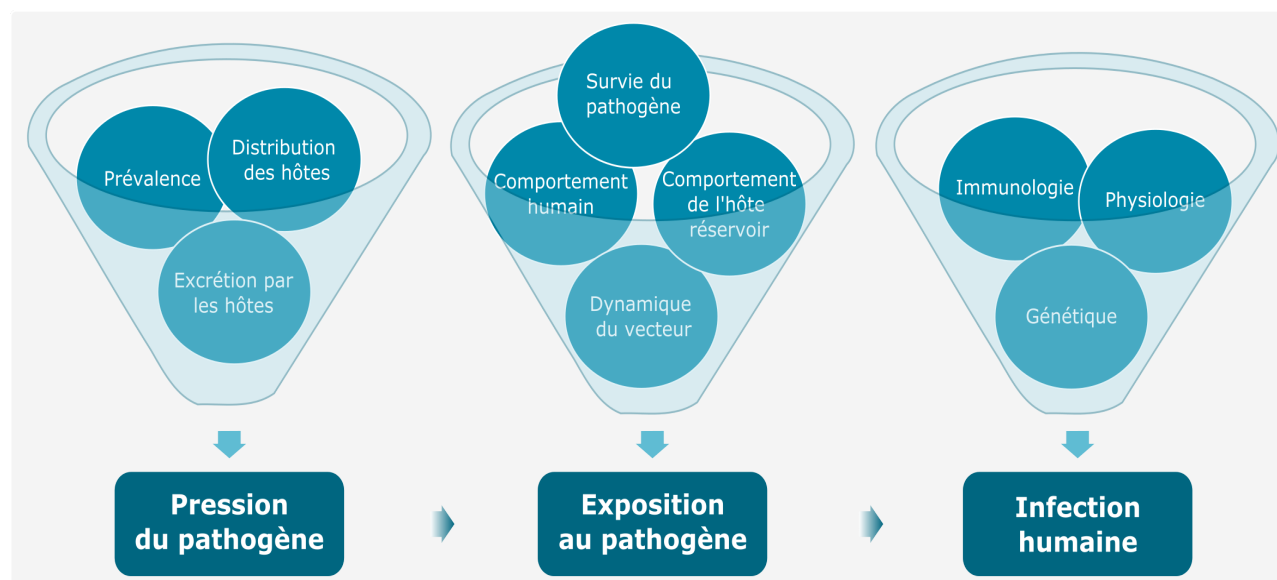 Prévalence
Distribution
des hôtes
Excrétion par
les hôtes
Pression
du pathogène
Survie du
pathogène
Comportement
humain
Comportement
de l'hôte
réservoir
Dynamique
du vecteur
Exposition
au pathogène
Immunologie
Physiologie
Génétique
Infection
humaine